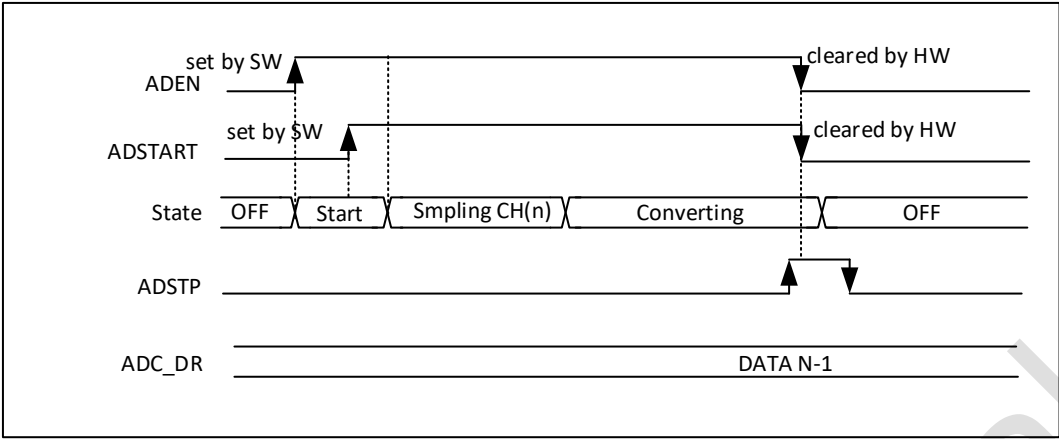 set by SW
cleared by HW
ADEN
set by SW
cleared by HW
ADSTART
State OFF Start Smpling CH(n) Converting OFF
ADSTP
ADC_DR DATA N-1